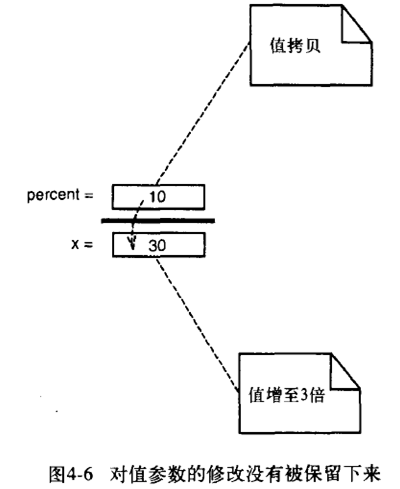 值拷贝
percent = 10
x = 30
值增至3倍
图4-6 对值参数的修改没有被保留下来